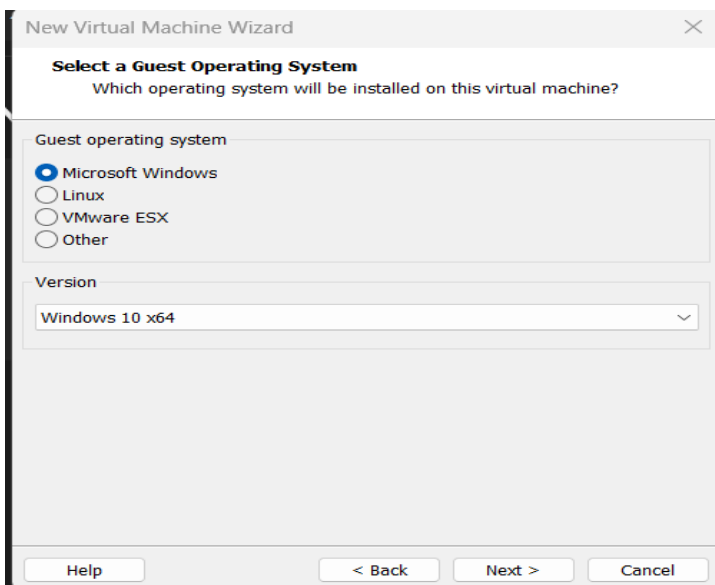 New Virtual Machine Wizard
Select a Guest Operating System
Which operating system will be installed on this virtual machine?
Guest operating system
Microsoft Windows
Linux
VMware ESX
Other
Version
Windows 10 x64
Help
< Back
Next >
Cancel